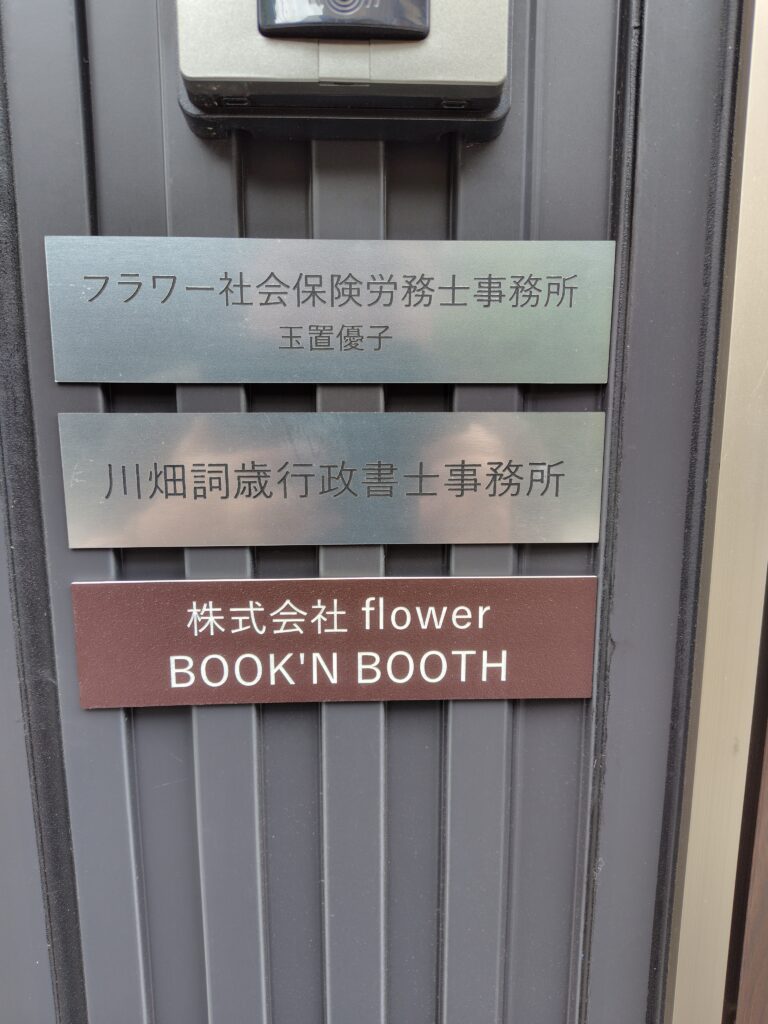 フラワー社会保険労務士事務所
玉置優子
川畑詞歳行政書士事務所
株式会社 flower
BOOK'N BOOTH